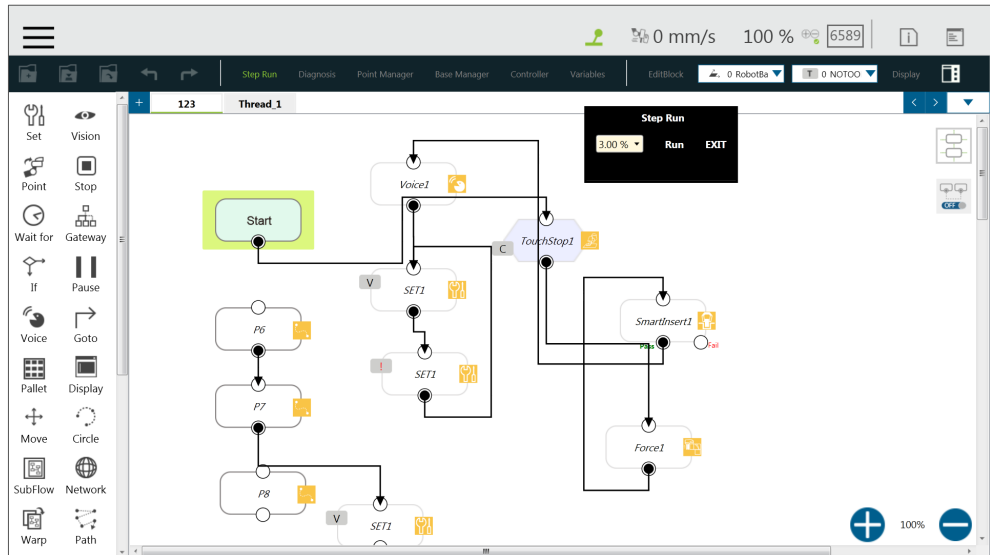 0 mm/s 100 % 6589
Step Run Diagnosis Point Manager Base Manager Controller Variables EditBlock 0 RobotBa T 0 NOTOO Display
+ 123 Thread_1
Set Vision
Point Stop
Wait for Gateway
If Pause
Voice Goto
Pallet Display
Move Circle
SubFlow Network
Warp Path
Step Run
3.00 % Run EXIT
OFF
Voice1
Start
C TouchStop1
V SET1
SmartInsert1
Pass Fail
P6
! SET1
P7
Force1
P8
V SET1
100%